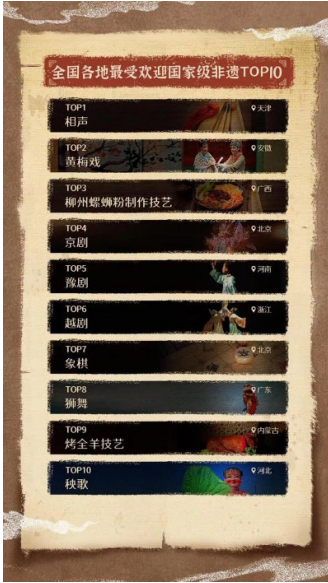 全国各地最受欢迎国家级非遗TOP10
TOP1
天津
相声
TOP2
安徽
黄梅戏
TOP3
广西
柳州螺蛳粉制作技艺
TOP4
北京
京剧
TOP5
河南
豫剧
TOP6
浙江
越剧
TOP7
北京
象棋
TOP8
广东
狮舞
TOP9
内蒙古
烤全羊技艺
TOP10
河北
秧歌